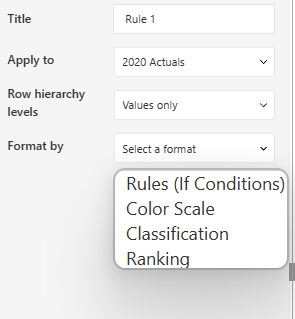 Title Rule 1
Apply to 2020 Actuals
Row hierarchy
levels Values only
Format by Select a format
Rules (If Conditions)
Color Scale
Classification
Ranking